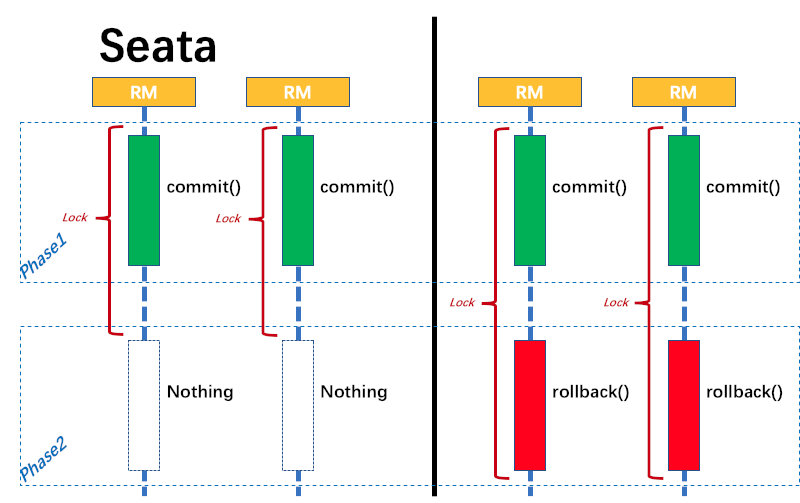 Seata
RM
RM
RM
RM
commit()
commit()
commit()
commit()
Lock
Lock
Phase1
Lock
Lock
Nothing
Nothing
rollback()
rollback()
Phase2